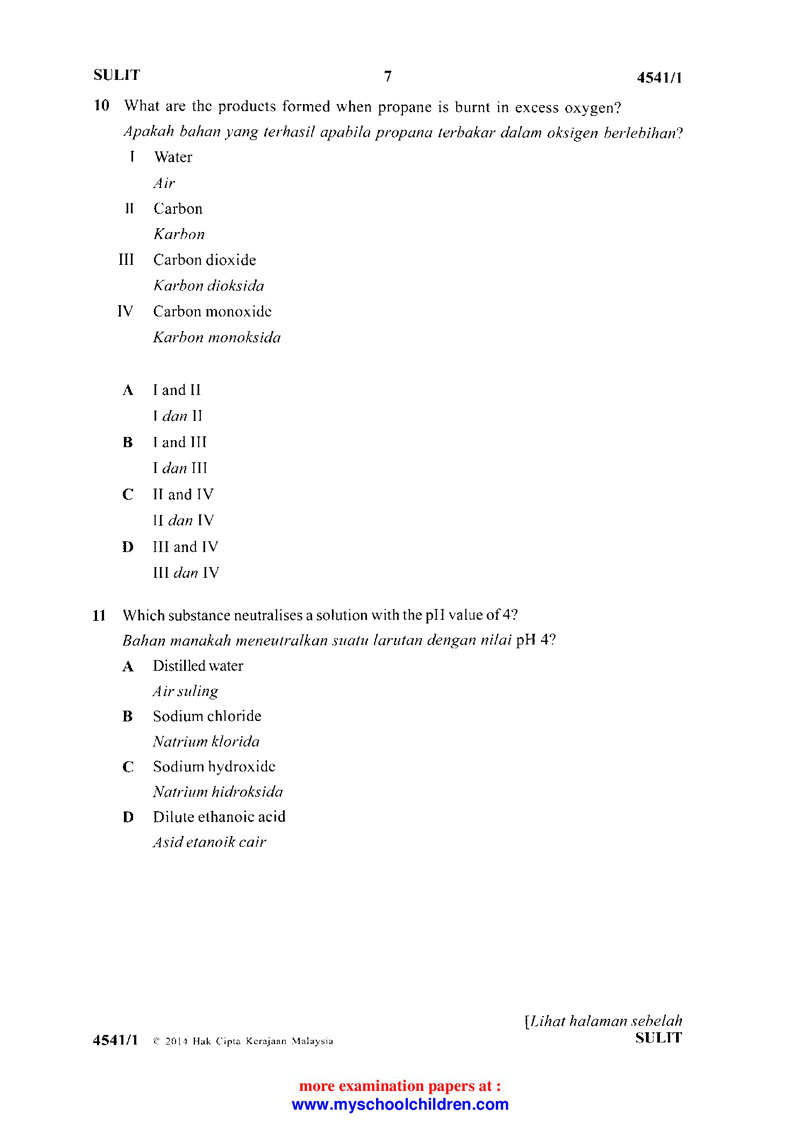 SULIT 7 4541/1
10 What are the products formed when propane is burnt in excess oxygen?
Apakah bahan yang terhasil apabila propana terbakar dalam oksigen berlebihan?
I Water
Air
II Carbon
Karbon
III Carbon dioxide
Karbon dioksida
IV Carbon monoxide
Karbon monoksida
A I and II
I dan II
B I and III
I dan III
C II and IV
II dan IV
D III and IV
III dan IV
11 Which substance neutralises a solution with the pH value of 4?
Bahan manakah meneutralkan suatu larutan dengan nilai pH 4?
A Distilled water
Air suling
B Sodium chloride
Natrium klorida
C Sodium hydroxide
Natrium hidroksida
D Dilute ethanoic acid
Asid etanoik cair
[Lihat halaman sebelah
4541/1 © 2014 Hak Cipta Kerajaan Malaysia SULIT
more examination papers at :
www.myschoolchildren.com